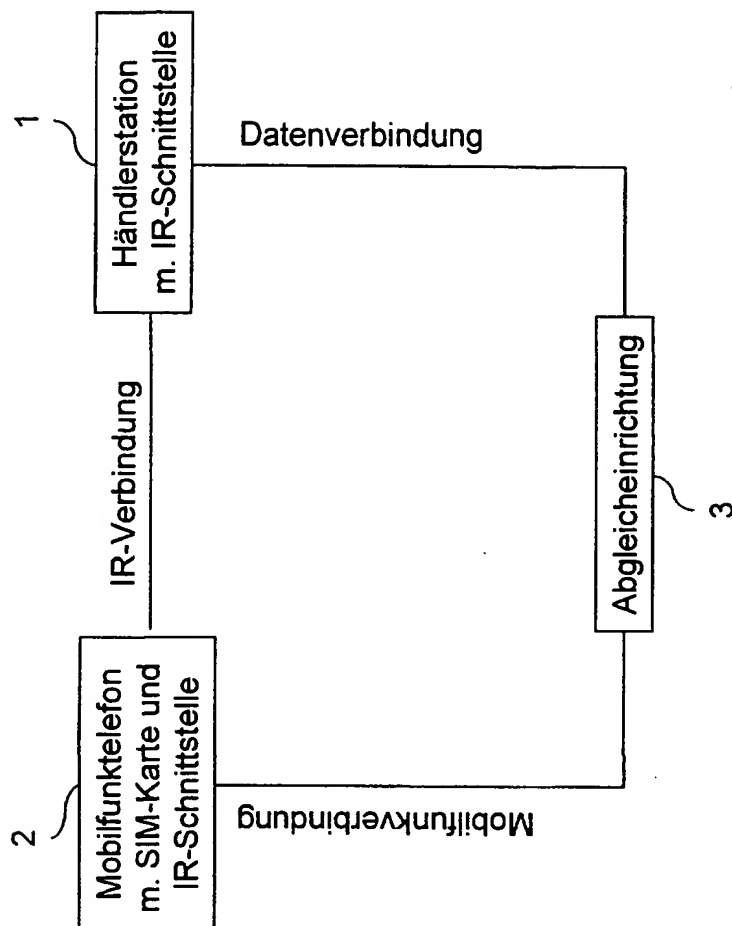 2
Mobilfunktelefon
m. SIM-Karte und
IR-Schnittstelle
IR-Verbindung
1
Händlerstation
m. IR-Schnittstelle
Mobilfunkverbindung
Datenverbindung
Abgleicheinrichtung
3